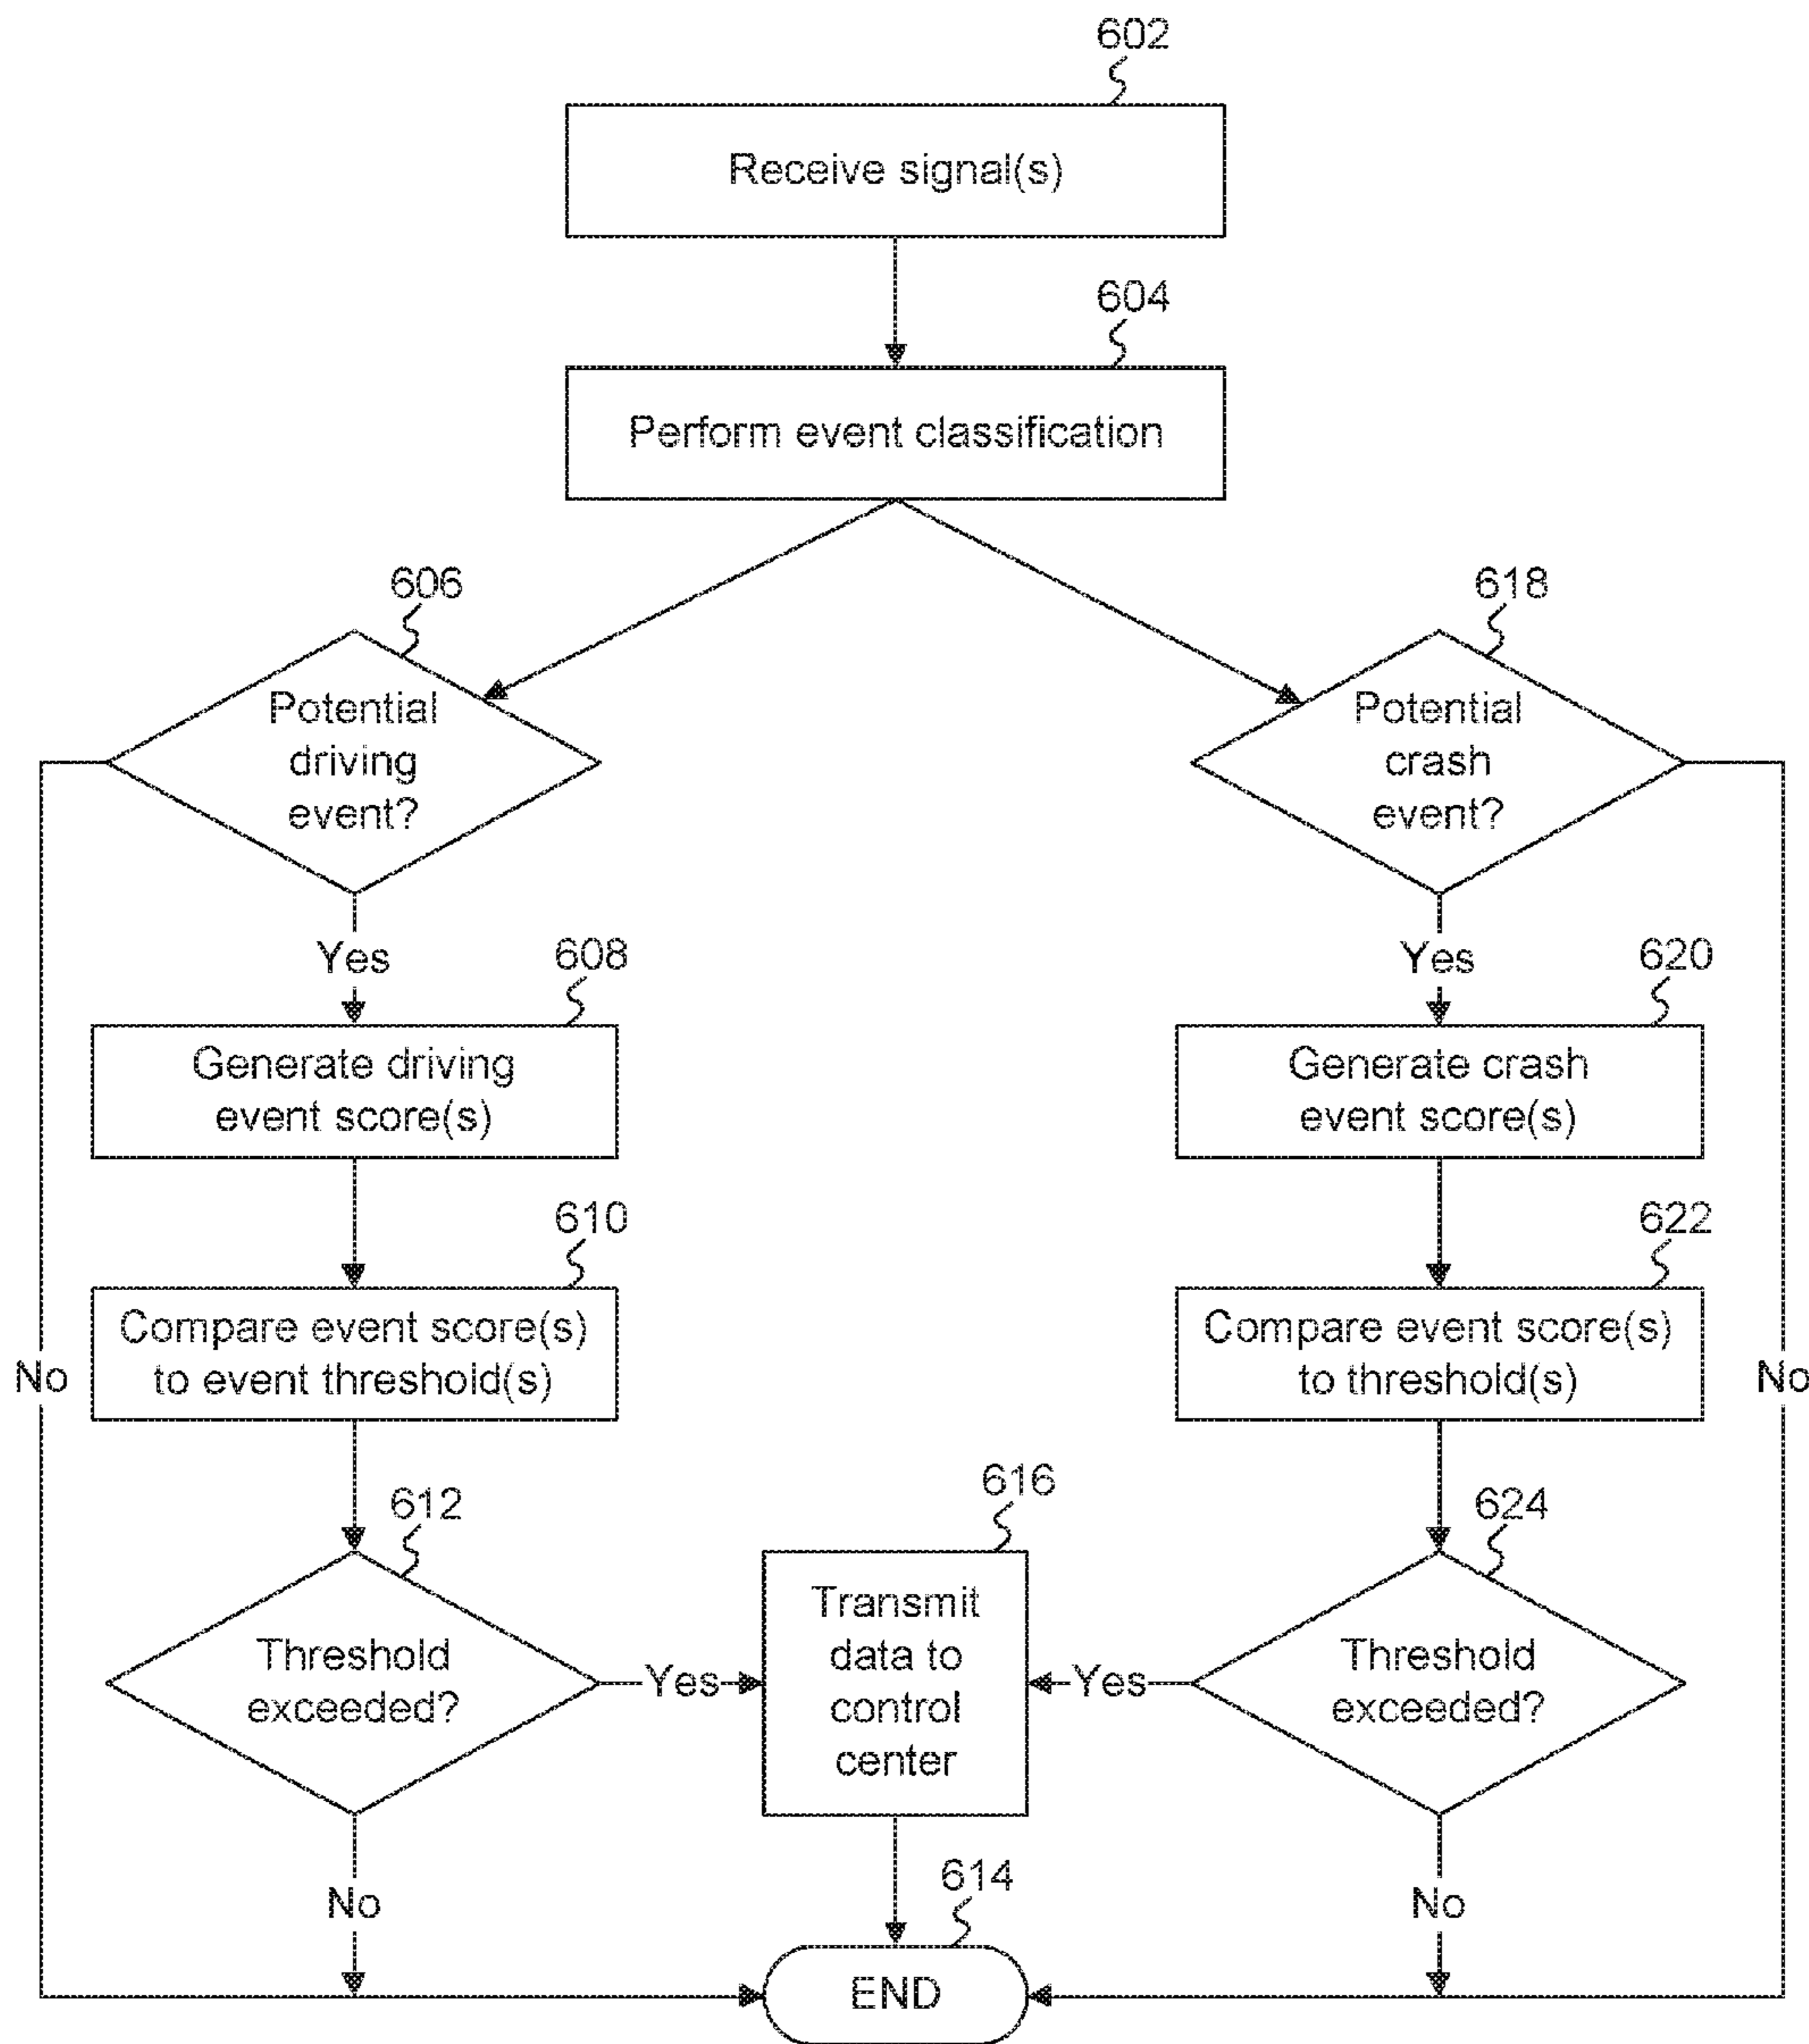 602
Receive signal(s)
604
Perform event classification
606
Potential
driving
event?
618
Potential
crash
event?
Yes
608
Generate driving
event score(s)
Yes
620
Generate crash
event score(s)
610
Compare event score(s)
to event threshold(s)
622
Compare event score(s)
to threshold(s)
No
No
612
Threshold
exceeded?
Yes
616
Transmit
data to
control
center
Yes
624
Threshold
exceeded?
No
614
No
END